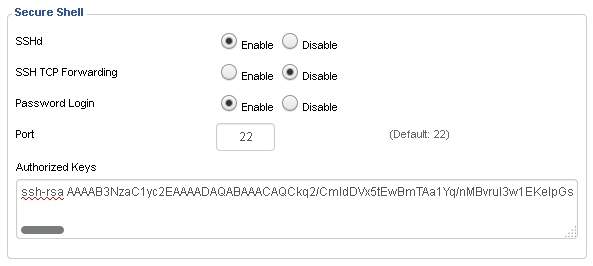 Secure Shell
SSHd Enable Disable
SSH TCP Forwarding Enable Disable
Password Login Enable Disable
Port 22 (Default: 22)
Authorized Keys
ssh-rsa AAAAB3NzaC1yc2EAAAADAQABAAACAQCkq2/CmIdDVx5tEwBmTAa1Yq/nMBvruI3w1EKeIpGs